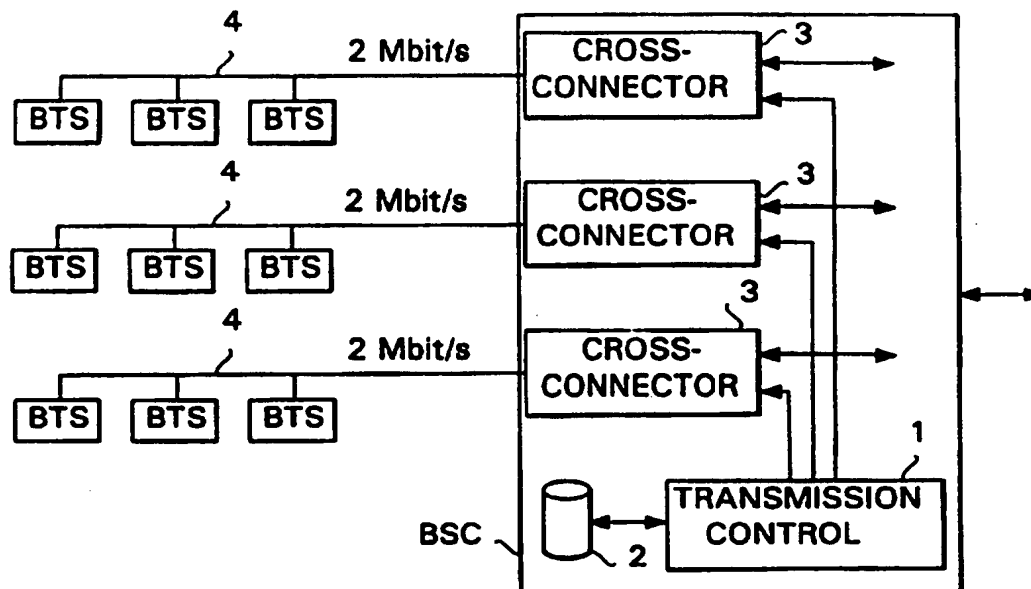 4
2 Mbit/s
CROSS-
CONNECTOR
3
BTS
BTS
BTS
4
2 Mbit/s
CROSS-
CONNECTOR
3
BTS
BTS
BTS
4
2 Mbit/s
CROSS-
CONNECTOR
3
BTS
BTS
BTS
1
TRANSMISSION
CONTROL
BSC
2